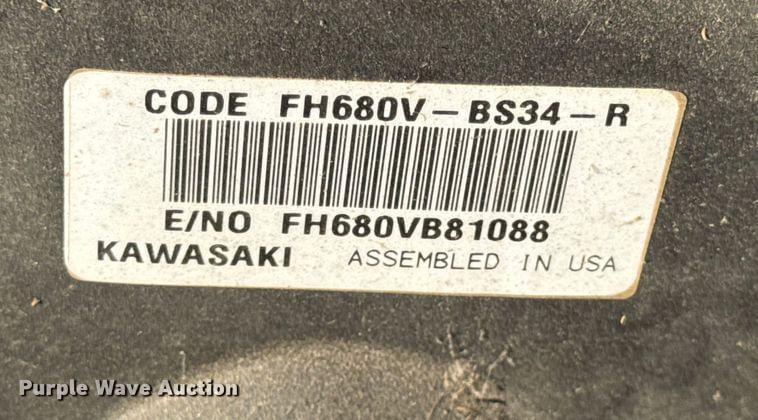 CODE FH680V-BS34-R
E/NO FH680VB81088
KAWASAKI ASSEMBLED IN USA
Purple Wave Auction